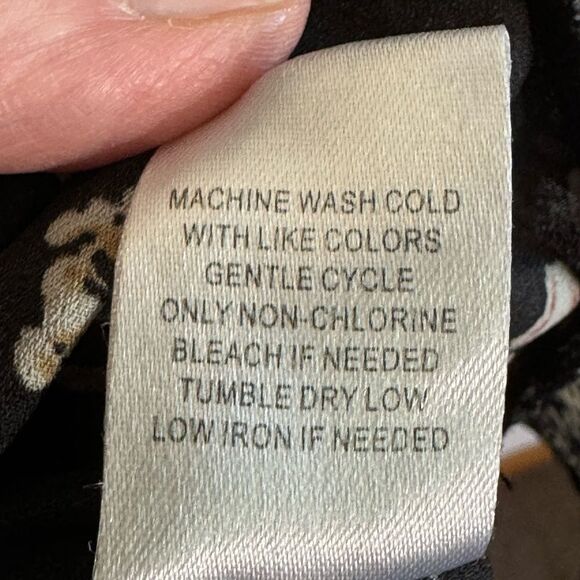 MACHINE WASH COLD
WITH LIKE COLORS
GENTLE CYCLE
ONLY NON-CHLORINE
BLEACH IF NEEDED
TUMBLE DRY LOW
LOW IRON IF NEEDED